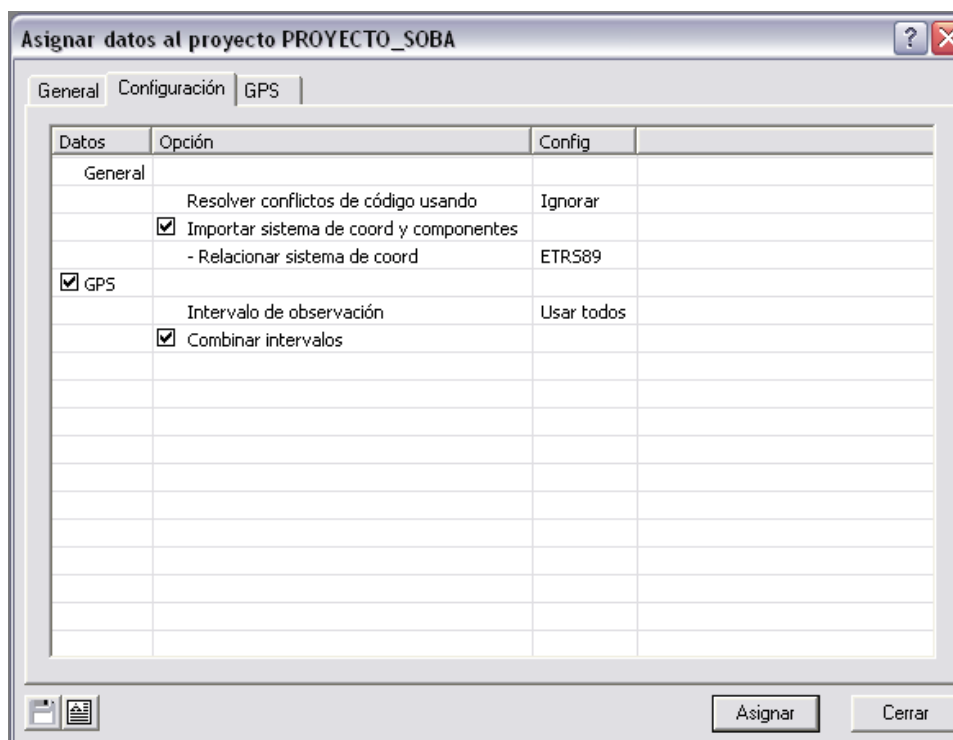 Asignar datos al proyecto PROYECTO_SOBA
General Configuración GPS
Datos Opción Config
General
Resolver conflictos de código usando Ignorar
Importar sistema de coord y componentes
- Relacionar sistema de coord ETRS89
GPS
Intervalo de observación Usar todos
Combinar intervalos
Asignar Cerrar